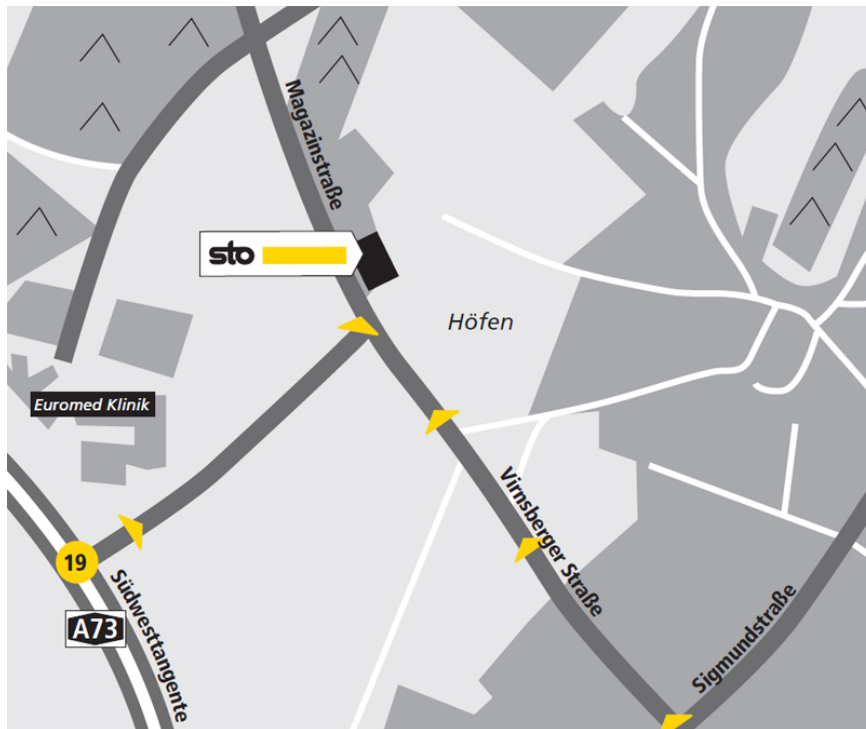 Magazinstraße
sto
Höfen
Euromed Klinik
Virnsberger Straße
19
Südwesttangente
A73
Sigmundstraße